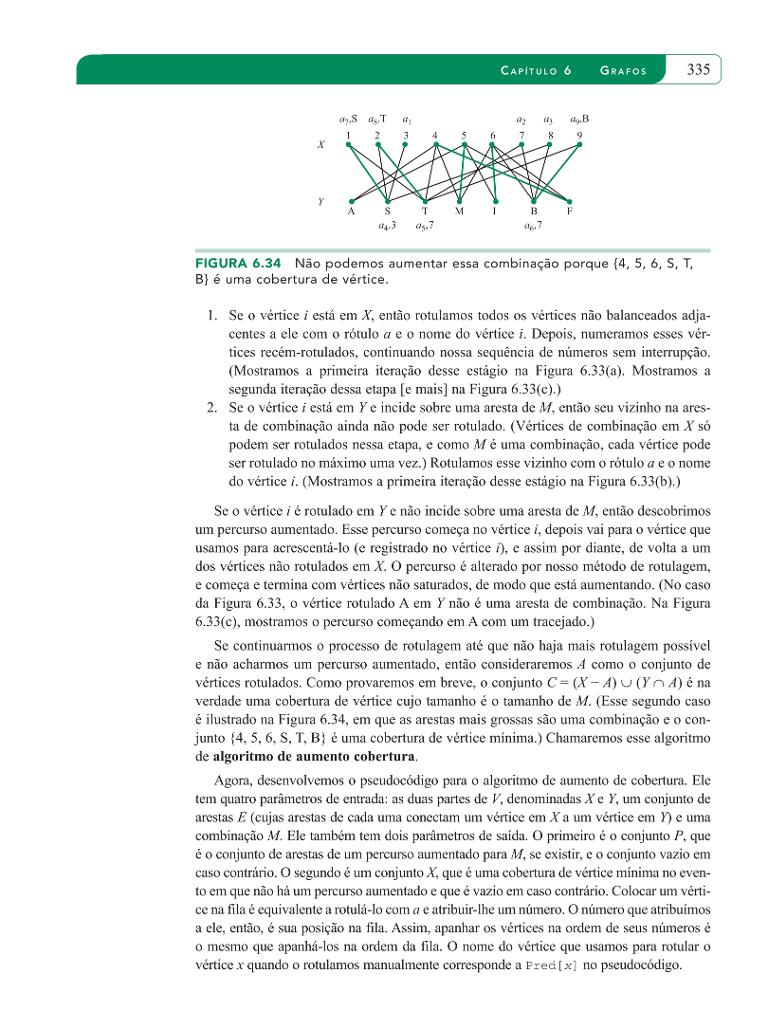 CAPÍTULO 6 GRAFOS 335
a₇,S a₈,T a₁ a₂ a₃ a₉,B
1 2 3 4 5 6 7 8 9
X
Y
A S T M I B F
a₄,3 a₅,7 a₆,7
FIGURA 6.34 Não podemos aumentar essa combinação porque {4, 5, 6, S, T,
B} é uma cobertura de vértice.
1. Se o vértice i está em X, então rotulamos todos os vértices não balanceados adja-
centes a ele com o rótulo a e o nome do vértice i. Depois, numeramos esses vér-
tices recém-rotulados, continuando nossa sequência de números sem interrupção.
(Mostramos a primeira iteração desse estágio na Figura 6.33(a). Mostramos a
segunda iteração dessa etapa [e mais] na Figura 6.33(c).)
2. Se o vértice i está em Y e incide sobre uma aresta de M, então seu vizinho na ares-
ta de combinação ainda não pode ser rotulado. (Vértices de combinação em X só
podem ser rotulados nessa etapa, e como M é uma combinação, cada vértice pode
ser rotulado no máximo uma vez.) Rotulamos esse vizinho com o rótulo a e o nome
do vértice i. (Mostramos a primeira iteração desse estágio na Figura 6.33(b).)
Se o vértice i é rotulado em Y e não incide sobre uma aresta de M, então descobrimos
um percurso aumentado. Esse percurso começa no vértice i, depois vai para o vértice que
usamos para acrescentá-lo (e registrado no vértice i), e assim por diante, de volta a um
dos vértices não rotulados em X. O percurso é alterado por nosso método de rotulagem,
e começa e termina com vértices não saturados, de modo que está aumentando. (No caso
da Figura 6.33, o vértice rotulado A em Y não é uma aresta de combinação. Na Figura
6.33(c), mostramos o percurso começando em A com um tracejado.)
Se continuarmos o processo de rotulagem até que não haja mais rotulagem possível
e não acharmos um percurso aumentado, então consideraremos A como o conjunto de
vértices rotulados. Como provaremos em breve, o conjunto C = (X − A) ∪ (Y ∩ A) é na
verdade uma cobertura de vértice cujo tamanho é o tamanho de M. (Esse segundo caso
é ilustrado na Figura 6.34, em que as arestas mais grossas são uma combinação e o con-
junto {4, 5, 6, S, T, B} é uma cobertura de vértice mínima.) Chamaremos esse algoritmo
de algoritmo de aumento cobertura.
Agora, desenvolvemos o pseudocódigo para o algoritmo de aumento de cobertura. Ele
tem quatro parâmetros de entrada: as duas partes de V, denominadas X e Y, um conjunto de
arestas E (cujas arestas de cada uma conectam um vértice em X a um vértice em Y) e uma
combinação M. Ele também tem dois parâmetros de saída. O primeiro é o conjunto P, que
é o conjunto de arestas de um percurso aumentado para M, se existir, e o conjunto vazio em
caso contrário. O segundo é um conjunto X, que é uma cobertura de vértice mínima no even-
to em que não há um percurso aumentado e que é vazio em caso contrário. Colocar um vérti-
ce na fila é equivalente a rotulá-lo com a e atribuir-lhe um número. O número que atribuímos
a ele, então, é sua posição na fila. Assim, apanhar os vértices na ordem de seus números é
o mesmo que apanhá-los na ordem da fila. O nome do vértice que usamos para rotular o
vértice x quando o rotulamos manualmente corresponde a Pred[x] no pseudocódigo.